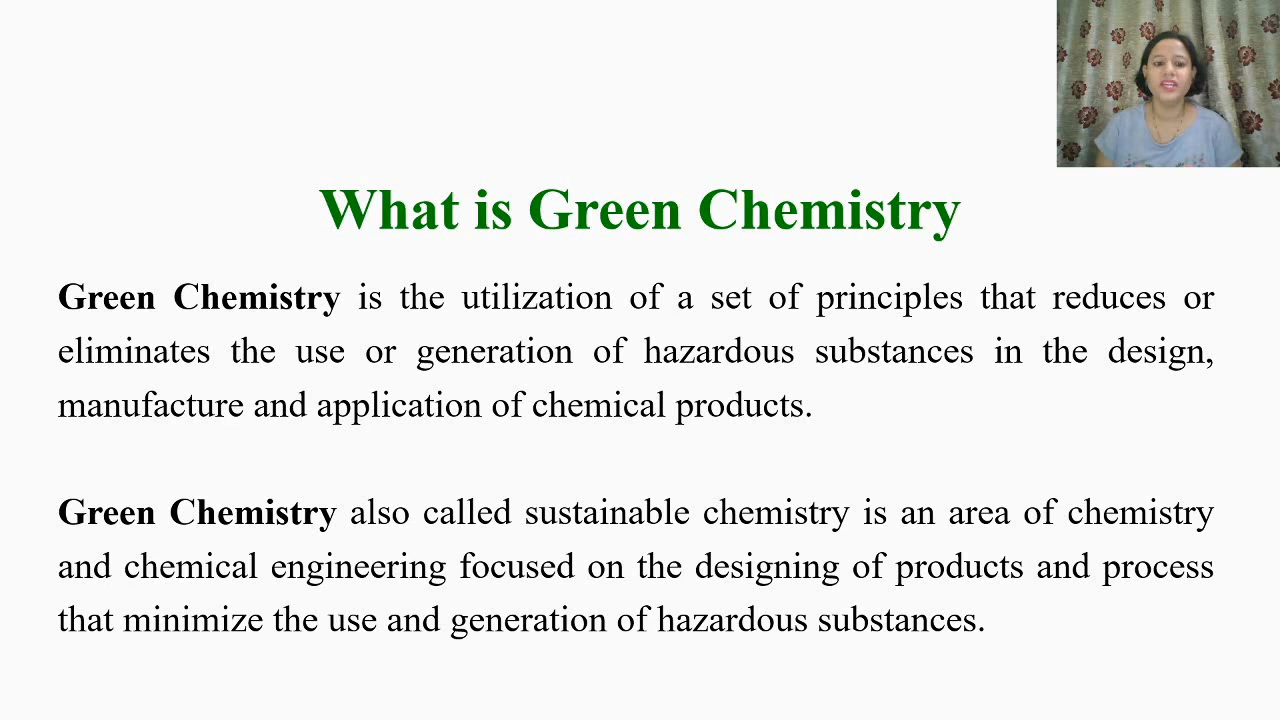 What is Green Chemistry
Green Chemistry is the utilization of a set of principles that reduces or
eliminates the use or generation of hazardous substances in the design,
manufacture and application of chemical products.
Green Chemistry also called sustainable chemistry is an area of chemistry
and chemical engineering focused on the designing of products and process
that minimize the use and generation of hazardous substances.